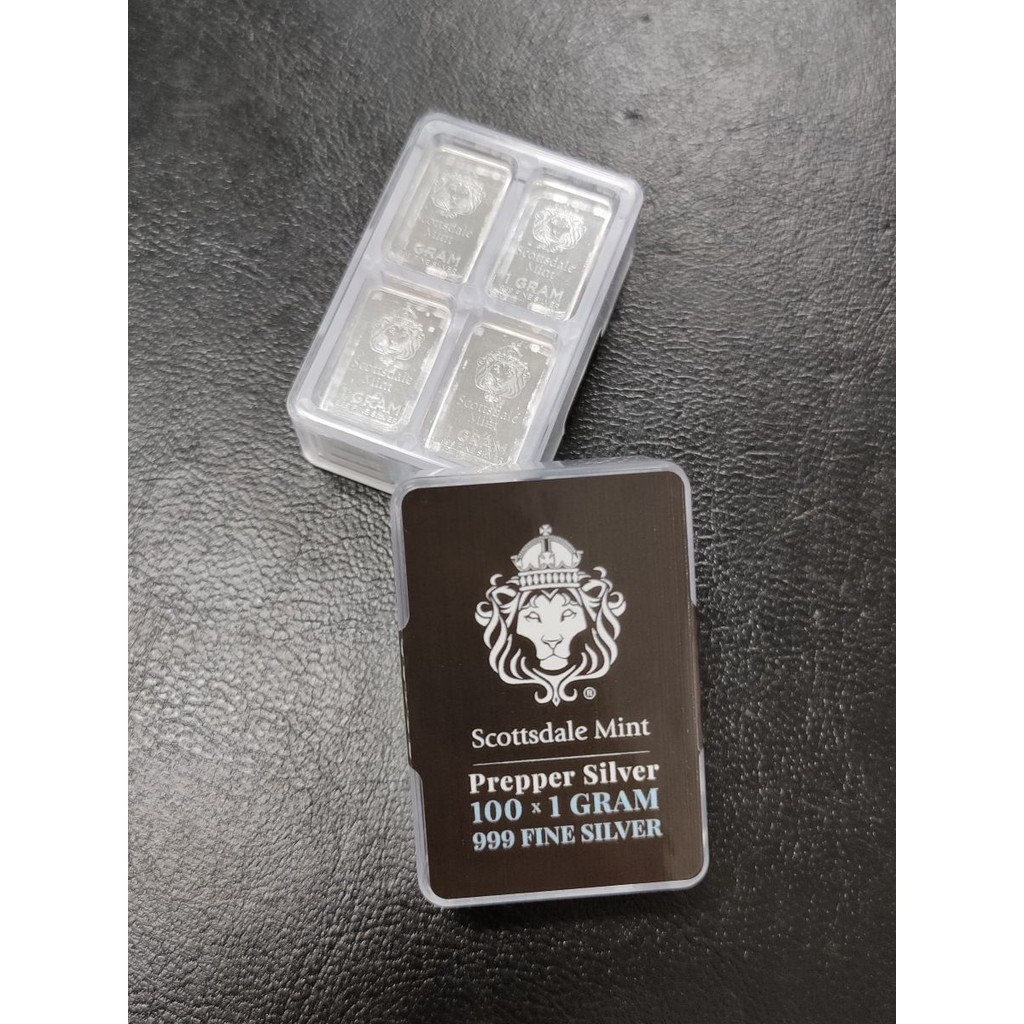 Scottsdale
Mint
1 GRAM
Scottsdale
Mint
1 GRAM
Scottsdale
Mint
GRAM
Scottsdale
Mint
GRAM
®
Scottsdale Mint
Prepper Silver
100 x 1 GRAM
999 FINE SILVER